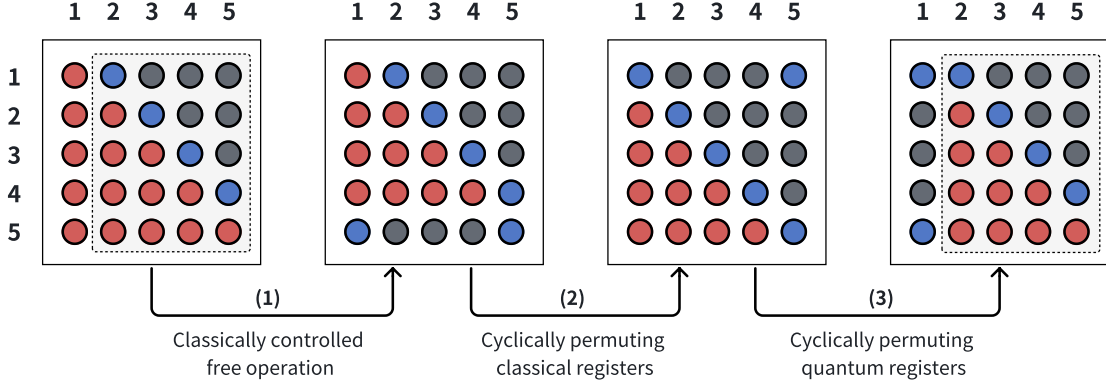 1 2 3 4 5 1 2 3 4 5 1 2 3 4 5 1 2 3 4 5
1
2
3
4
5
(1) (2) (3)
Classically controlled Cyclically permuting Cyclically permuting
free operation classical registers quantum registers